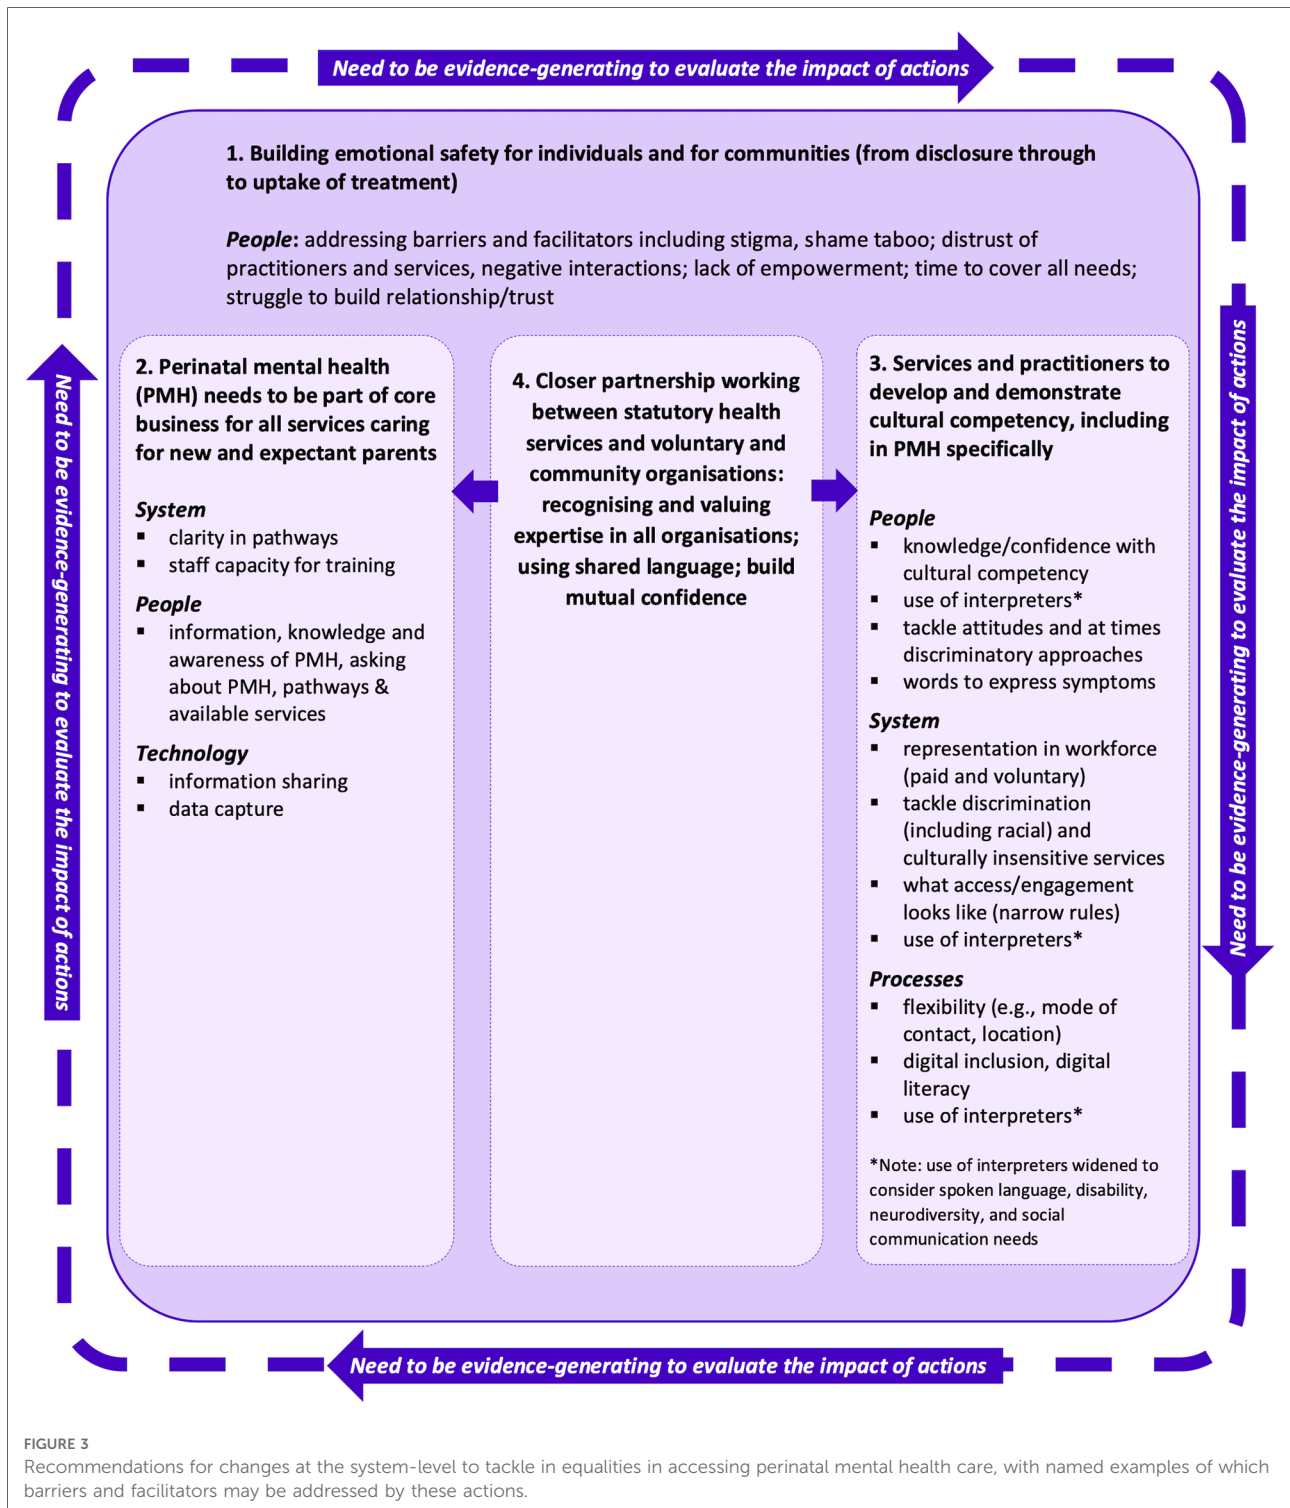 Need to be evidence-generating to evaluate the impact of actions
1. Building emotional safety for individuals and for communities (from disclosure through
to uptake of treatment)
People: addressing barriers and facilitators including stigma, shame taboo; distrust of
practitioners and services, negative interactions; lack of empowerment; time to cover all needs;
struggle to build relationship/trust
Need to be evidence-generating to evaluate the impact of actions
2. Perinatal mental health
(PMH) needs to be part of core
business for all services caring
for new and expectant parents
System
▪ clarity in pathways
▪ staff capacity for training
People
▪ information, knowledge and
awareness of PMH, asking
about PMH, pathways &
available services
Technology
▪ information sharing
▪ data capture
4. Closer partnership working
between statutory health
services and voluntary and
community organisations:
recognising and valuing
expertise in all organisations;
using shared language; build
mutual confidence
3. Services and practitioners to
develop and demonstrate
cultural competency, including
in PMH specifically
People
▪ knowledge/confidence with
cultural competency
▪ use of interpreters*
▪ tackle attitudes and at times
discriminatory approaches
▪ words to express symptoms
System
▪ representation in workforce
(paid and voluntary)
▪ tackle discrimination
(including racial) and
culturally insensitive services
▪ what access/engagement
looks like (narrow rules)
▪ use of interpreters*
Processes
▪ flexibility (e.g., mode of
contact, location)
▪ digital inclusion, digital
literacy
▪ use of interpreters*
*Note: use of interpreters widened to
consider spoken language, disability,
neurodiversity, and social
communication needs
Need to be evidence-generating to evaluate the impact of actions
Need to be evidence-generating to evaluate the impact of actions
FIGURE 3
Recommendations for changes at the system-level to tackle in equalities in accessing perinatal mental health care, with named examples of which
barriers and facilitators may be addressed by these actions.